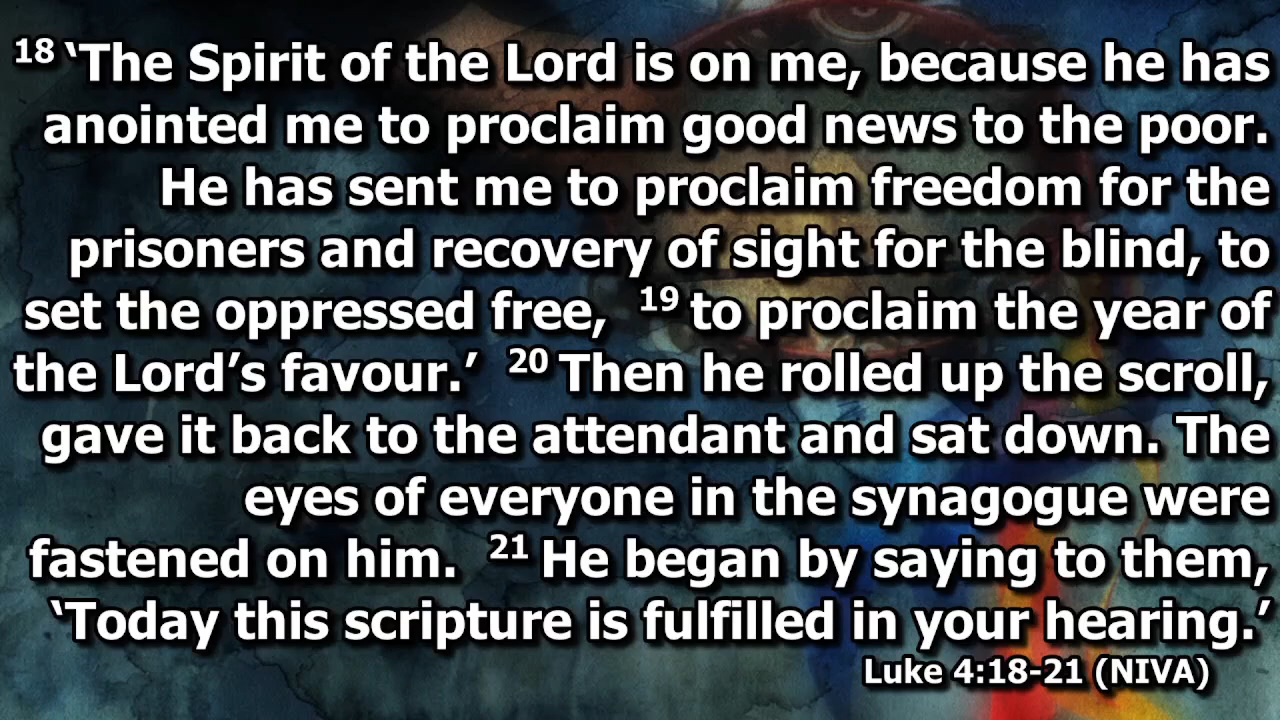 18 ‘The Spirit of the Lord is on me, because he has
anointed me to proclaim good news to the poor.
He has sent me to proclaim freedom for the
prisoners and recovery of sight for the blind, to
set the oppressed free, 19 to proclaim the year of
the Lord’s favour.’ 20 Then he rolled up the scroll,
gave it back to the attendant and sat down. The
eyes of everyone in the synagogue were
fastened on him. 21 He began by saying to them,
‘Today this scripture is fulfilled in your hearing.’
Luke 4:18-21 (NIVA)